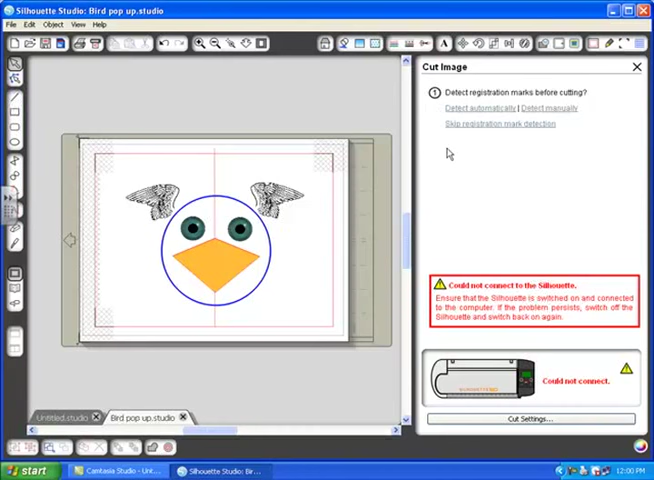 Silhouette Studio: Bird pop up.studio
File Edit Object View Help
Cut Image
Detect registration marks before cutting?
Detect automatically | Detect manually
Skip registration mark detection
Could not connect to the Silhouette.
Ensure that the Silhouette is switched on and connected
to the computer. If the problem persists, switch off the
Silhouette and switch back on again.
Could not connect.
Cut Settings...
Untitled.studio
Bird pop up.studio
start
Camtasia Studio - Unt...
Silhouette Studio: Bir...
12:00 PM